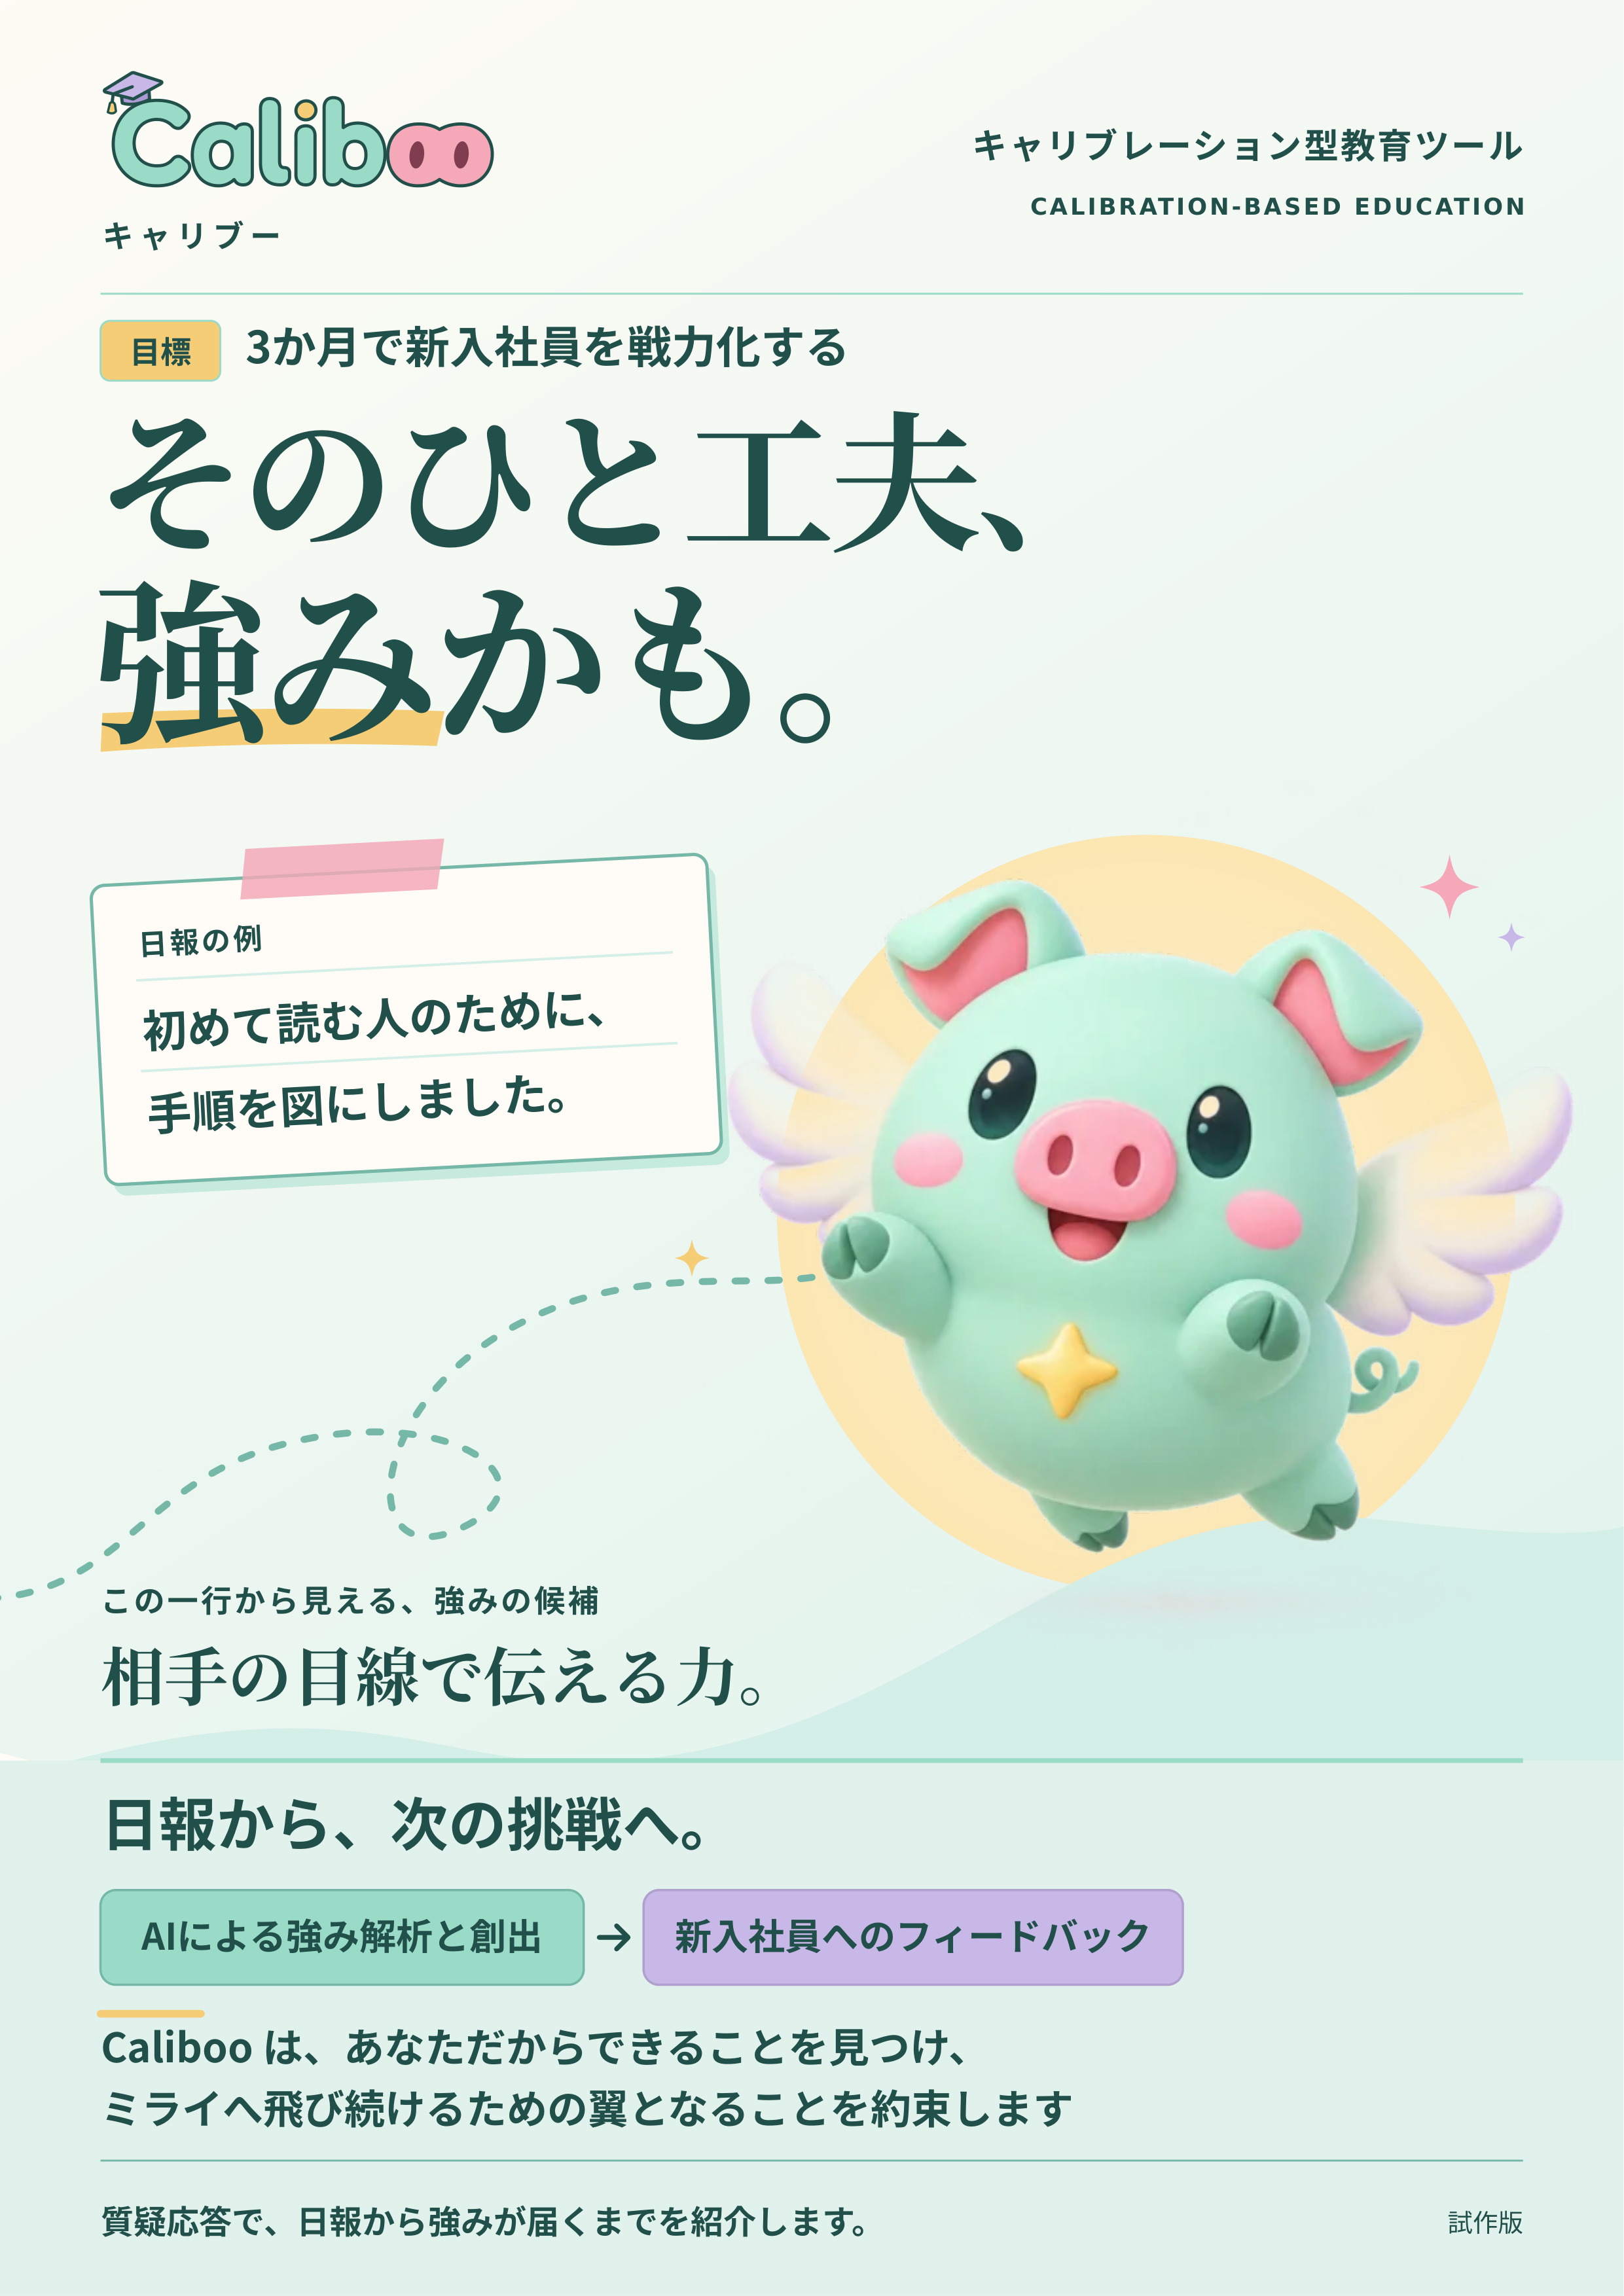 Caliboo
キャリブー
キャリブレーション型教育ツール
CALIBRATION-BASED EDUCATION
目標
3か月で新入社員を戦力化する
そのひと工夫、
強みかも。
日報の例
初めて読む人のために、
手順を図にしました。
この一行から見える、強みの候補
相手の目線で伝える力。
日報から、次の挑戦へ。
AIによる強み解析と創出
→
新入社員へのフィードバック
Caliboo は、あなただからできることを見つけ、
ミライへ飛び続けるための翼となることを約束します
質疑応答で、日報から強みが届くまでを紹介します。
試作版